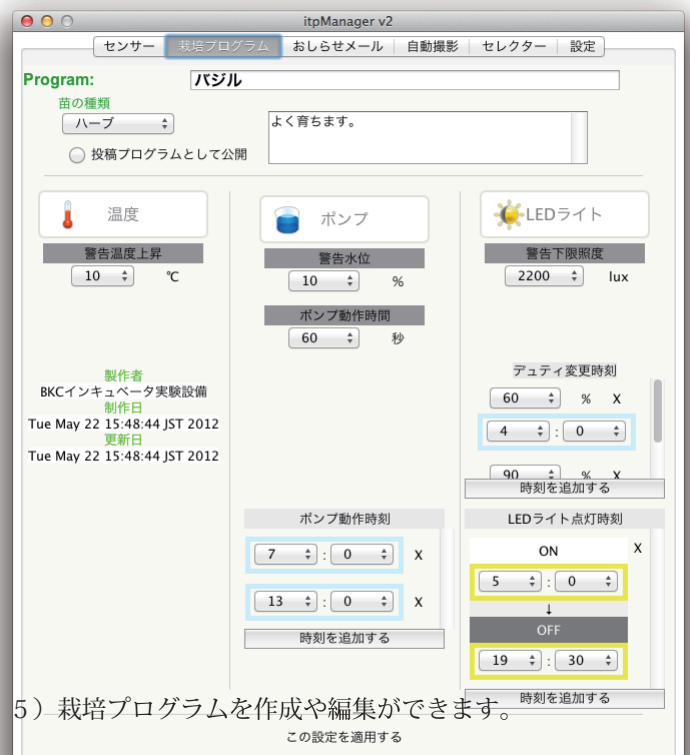 itpManager v2
センサー 栽培プログラム おしらせメール 自動撮影 セレクター 設定
Program: バジル
苗の種類
ハーブ
よく育ちます。
投稿プログラムとして公開
温度
警告温度上昇
10 ℃
製作者
BKCインキュベータ実験設備
制作日
Tue May 22 15:48:44 JST 2012
更新日
Tue May 22 15:48:44 JST 2012
ポンプ
警告水位
10 %
ポンプ動作時間
60 秒
ポンプ動作時刻
7 : 0 X
13 : 0 X
時刻を追加する
LEDライト
警告下限照度
2200 lux
デュティ変更時刻
60 % X
4 : 0
90 % X
時刻を追加する
LEDライト点灯時刻
ON X
5 : 0
↓
OFF
19 : 30
時刻を追加する
5）栽培プログラムを作成や編集ができます。
この設定を適用する